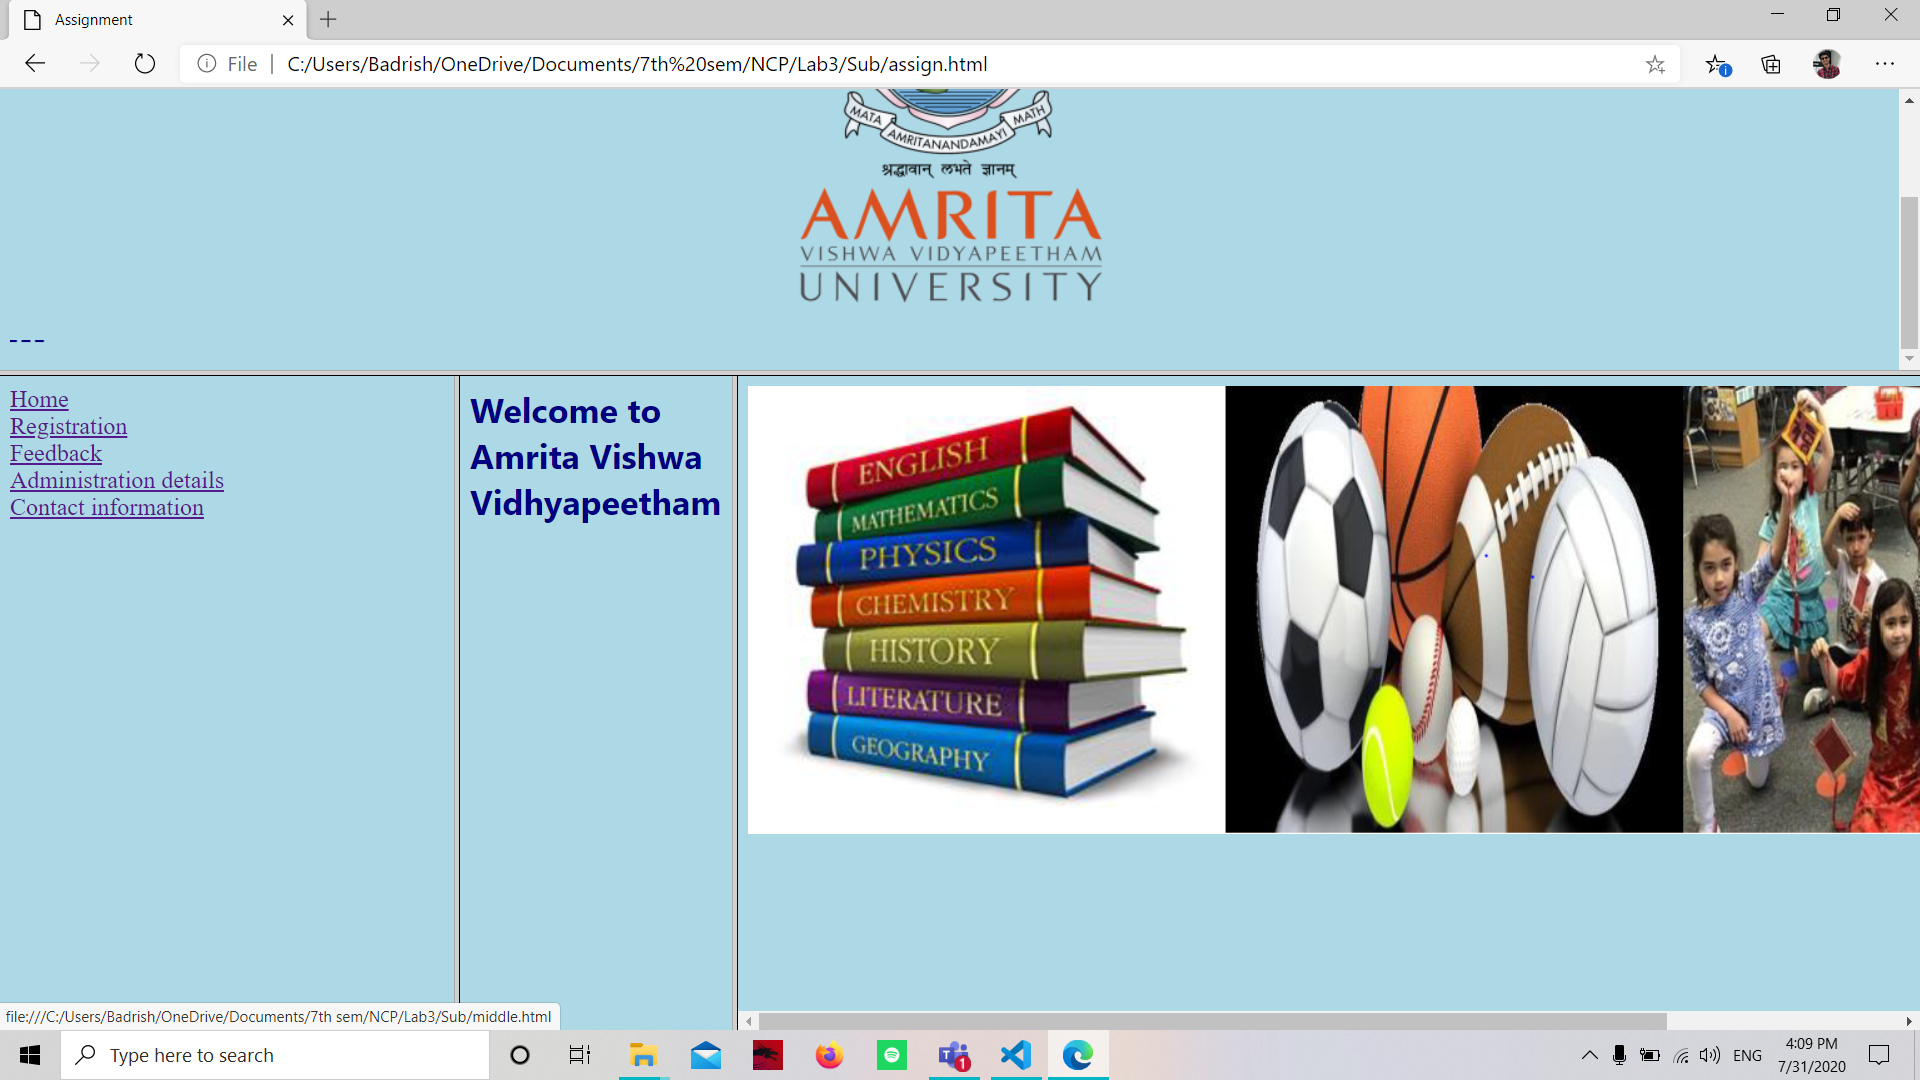 Assignment
File
C:/Users/Badrish/OneDrive/Documents/7th%20sem/NCP/Lab3/Sub/assign.html
MATA AMRITANANDAMAYI MATH
श्रद्धावान् लभते ज्ञानम्
AMRITA
VISHWA VIDYAPEETHAM
UNIVERSITY
Home
Registration
Feedback
Administration details
Contact information
Welcome to
Amrita Vishwa
Vidhyapeetham
ENGLISH
MATHEMATICS
PHYSICS
CHEMISTRY
HISTORY
LITERATURE
GEOGRAPHY
file:///C:/Users/Badrish/OneDrive/Documents/7th sem/NCP/Lab3/Sub/middle.html
Type here to search
1
ENG
4:09 PM
7/31/2020